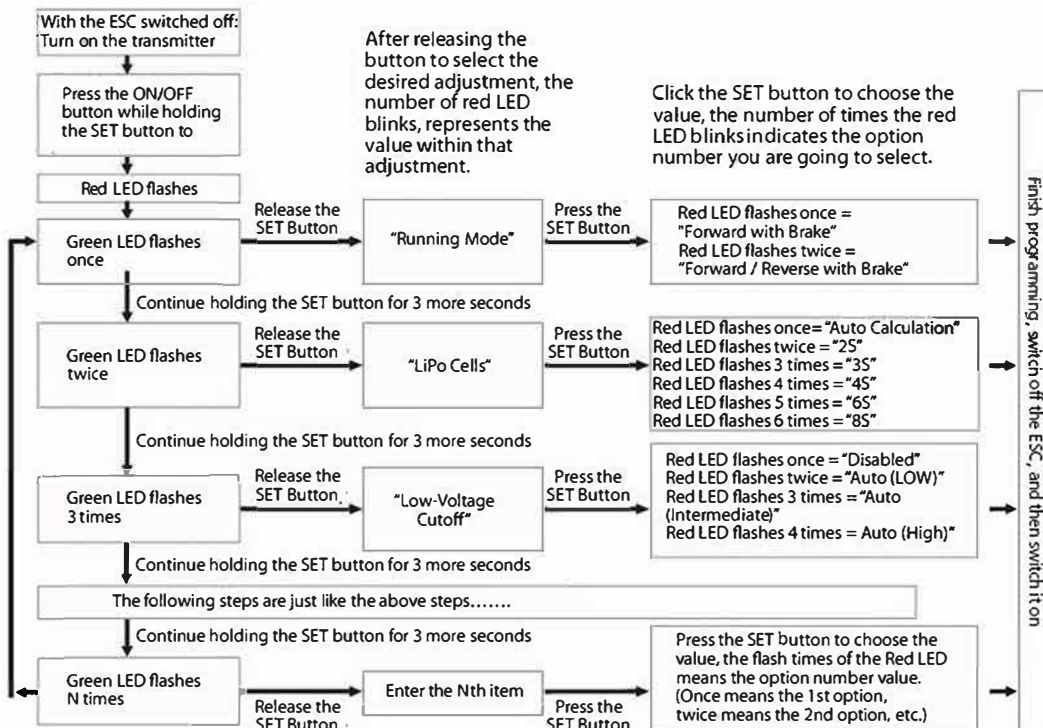 With the ESC switched off:
Turn on the transmitter
Press the ON/OFF
button while holding
the SET button to
Red LED flashes
After releasing the
button to select the
desired adjustment, the
number of red LED
blinks, represents the
value within that
adjustment.
Click the SET button to choose the
value, the number of times the red
LED blinks indicates the option
number you are going to select.
Green LED flashes
once
Release the
SET Button
"Running Mode"
Press the
SET Button
Red LED flashes once =
"Forward with Brake"
Red LED flashes twice =
"Forward / Reverse with Brake"
Continue holding the SET button for 3 more seconds
Green LED flashes
twice
Release the
SET Button
"LiPo Cells"
Press the
SET Button
Red LED flashes once= "Auto Calculation"
Red LED flashes twice = "2S"
Red LED flashes 3 times = "3S"
Red LED flashes 4 times = "4S"
Red LED flashes 5 times = "6S"
Red LED flashes 6 times = "8S"
Continue holding the SET button for 3 more seconds
Green LED flashes
3 times
Release the
SET Button
"Low-Voltage
Cutoff"
Press the
SET Button
Red LED flashes once = "Disabled"
Red LED flashes twice = "Auto (LOW)"
Red LED flashes 3 times = "Auto
(Intermediate)"
Red LED flashes 4 times = Auto (High)"
Continue holding the SET button for 3 more seconds
The following steps are just like the above steps.......
Continue holding the SET button for 3 more seconds
Green LED flashes
N times
Release the
SET Button
Enter the Nth item
Press the
SET Button
Press the SET button to choose the
value, the flash times of the Red LED
means the option number value.
(Once means the 1st option,
twice means the 2nd option, etc.)
Finish programming, switch off the ESC, and then switch it on